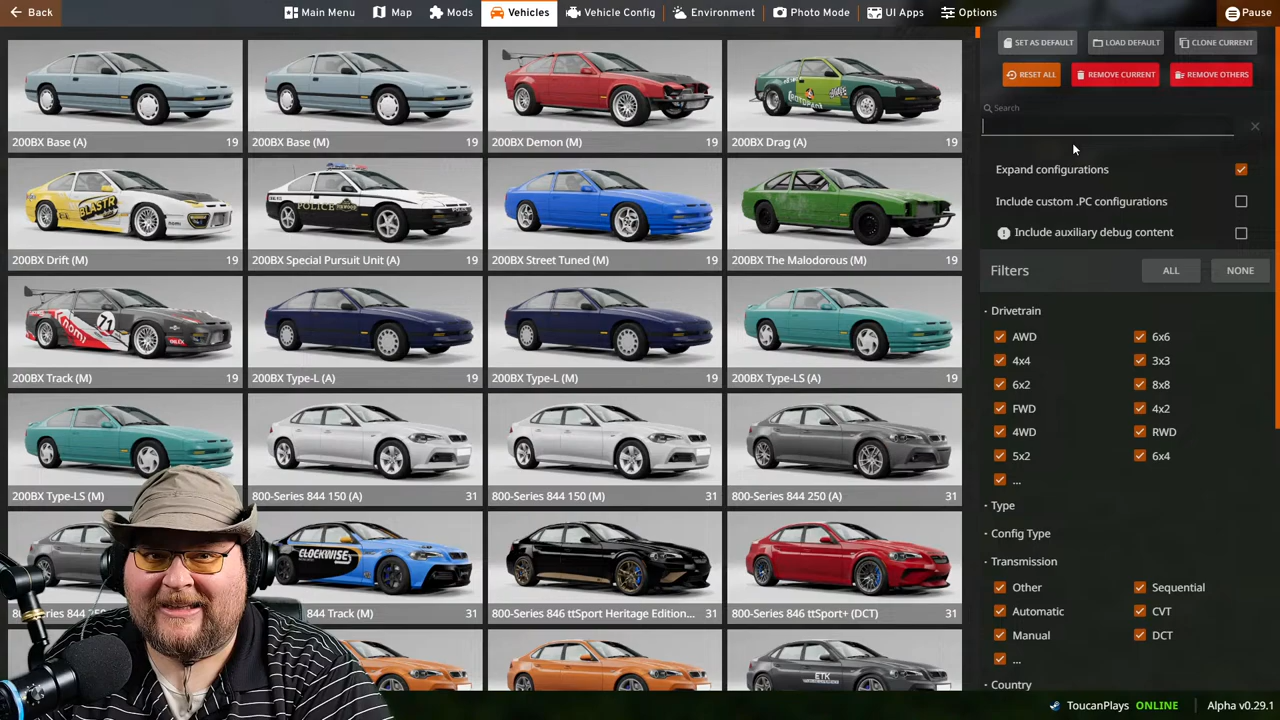 Back
Main Menu
Map
Mods
Vehicles
Vehicle Config
Environment
Photo Mode
UI Apps
Options
Pause
SET AS DEFAULT
LOAD DEFAULT
CLONE CURRENT
RESET ALL
REMOVE CURRENT
REMOVE OTHERS
Search
Expand configurations
Include custom .PC configurations
Include auxiliary debug content
Filters
ALL
NONE
- Drivetrain
AWD
6x6
4x4
3x3
6x2
8x8
FWD
4x2
4WD
RWD
5x2
6x4
...
- Type
- Config Type
- Transmission
Other
Sequential
Automatic
CVT
Manual
DCT
...
- Country
200BX Base (A) 19
200BX Base (M) 19
200BX Demon (M) 19
200BX Drag (A) 19
BLASTR
POLICE
200BX Drift (M) 19
200BX Special Pursuit Unit (A) 19
200BX Street Tuned (M) 19
200BX The Malodorous (M) 19
71
200BX Track (M) 19
200BX Type-L (A) 19
200BX Type-L (M) 19
200BX Type-LS (A) 19
200BX Type-LS (M)
800-Series 844 150 (A) 31
800-Series 844 150 (M) 31
800-Series 844 250 (A) 31
CLOCKWISE
844 Track (M) 31
800-Series 846 ttSport Heritage Edition... 31
800-Series 846 ttSport+ (DCT) 31
ETK
ToucanPlays ONLINE
Alpha v0.29.1